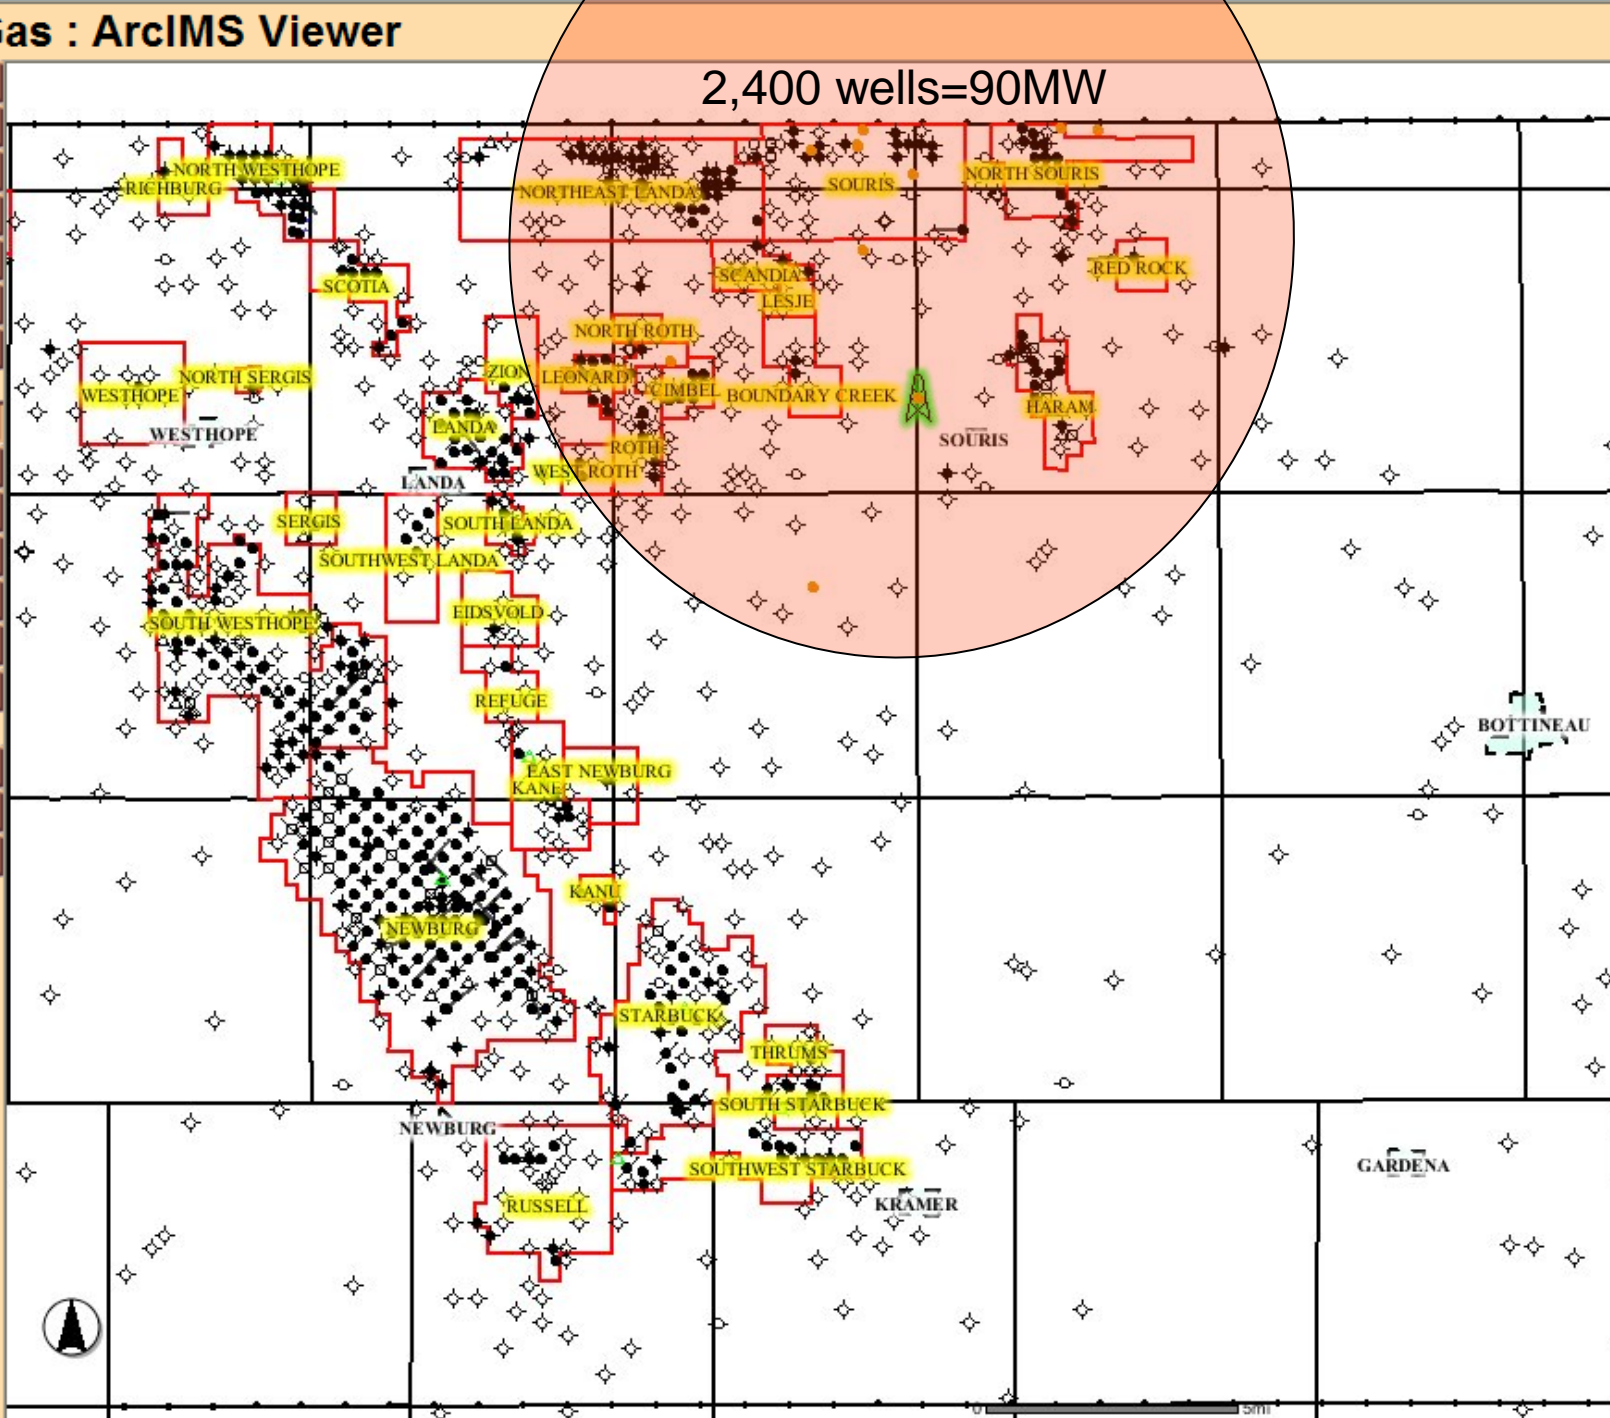 as : ArcIMS Viewer
2,400 wells=90MW
NORTH WESTHOPE
RICHBURG
NORTHEAST LANDA
SOURIS
NORTH SOURIS
SCOTIA
SCANDIA
LESJE
RED ROCK
NORTH ROTH
ZION
LEONARD
CIMBEL
BOUNDARY CREEK
NORTH SERGIS
WESTHOPE
HARAM
WESTHOPE
LANDA
SOURIS
ROTH
WEST ROTH
LANDA
SERGIS
SOUTH LANDA
SOUTHWEST LANDA
EIDSVOLD
SOUTH WESTHOPE
REFUGE
BOTTINEAU
EAST NEWBURG
KANE
KANU
NEWBURG
STARBUCK
THRUMS
SOUTH STARBUCK
NEWBURG
SOUTHWEST STARBUCK
GARDENA
RUSSELL
KRAMER
0 5mi